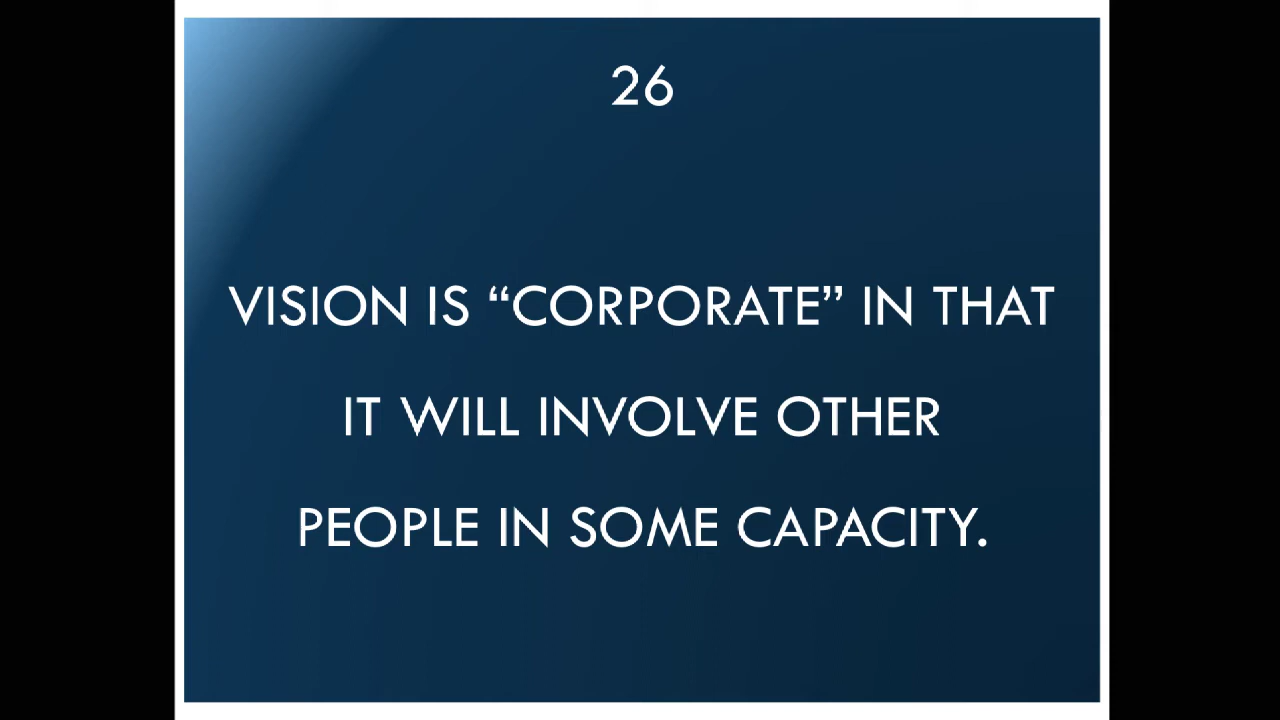 26
VISION IS “CORPORATE” IN THAT
IT WILL INVOLVE OTHER
PEOPLE IN SOME CAPACITY.